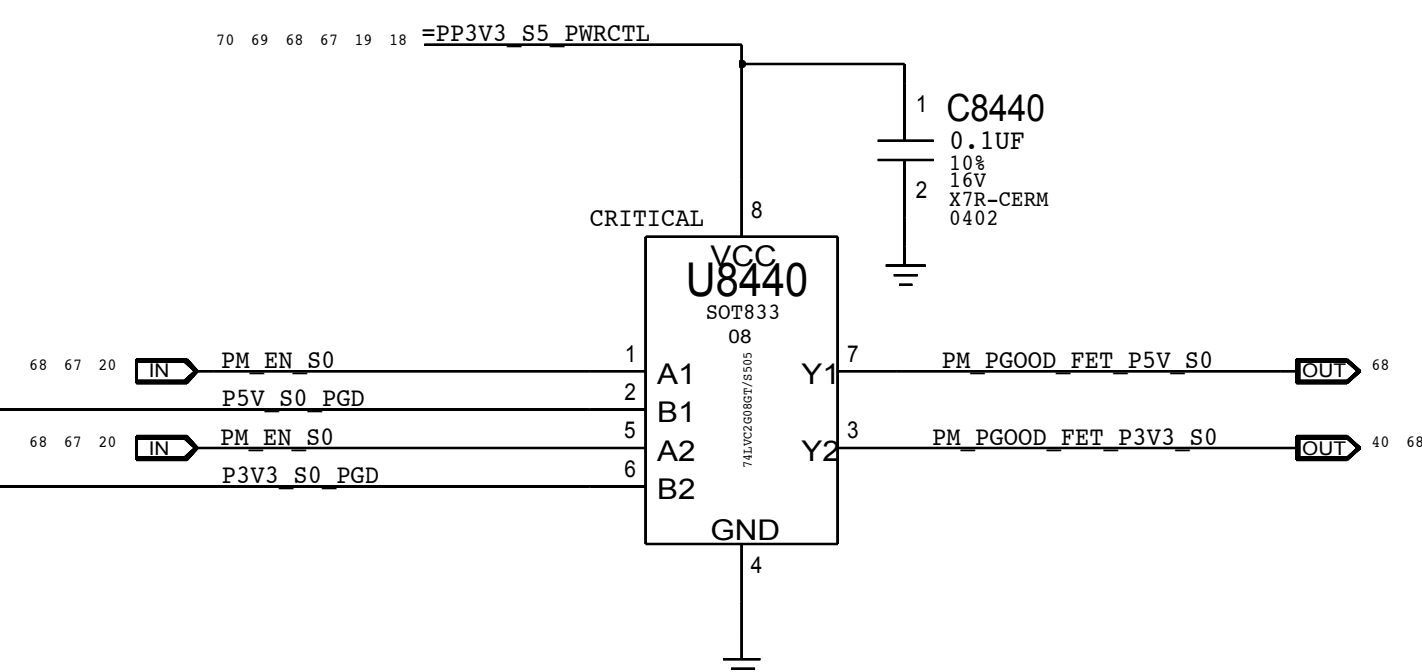 70 69 68 67 19 18 =PP3V3_S5_PWRCTL
1 C8440
0.1UF
10%
16V
2 X7R-CERM
0402
CRITICAL 8
VCC
U8440
SOT833
08
74LVC2G08GT/S505
68 67 20 IN PM_EN_S0 1 A1 Y1 7 PM_PGOOD_FET_P5V_S0 OUT 68
P5V_S0_PGD 2 B1
68 67 20 IN PM_EN_S0 5 A2 Y2 3 PM_PGOOD_FET_P3V3_S0 OUT 40 68
P3V3_S0_PGD 6 B2
GND
4